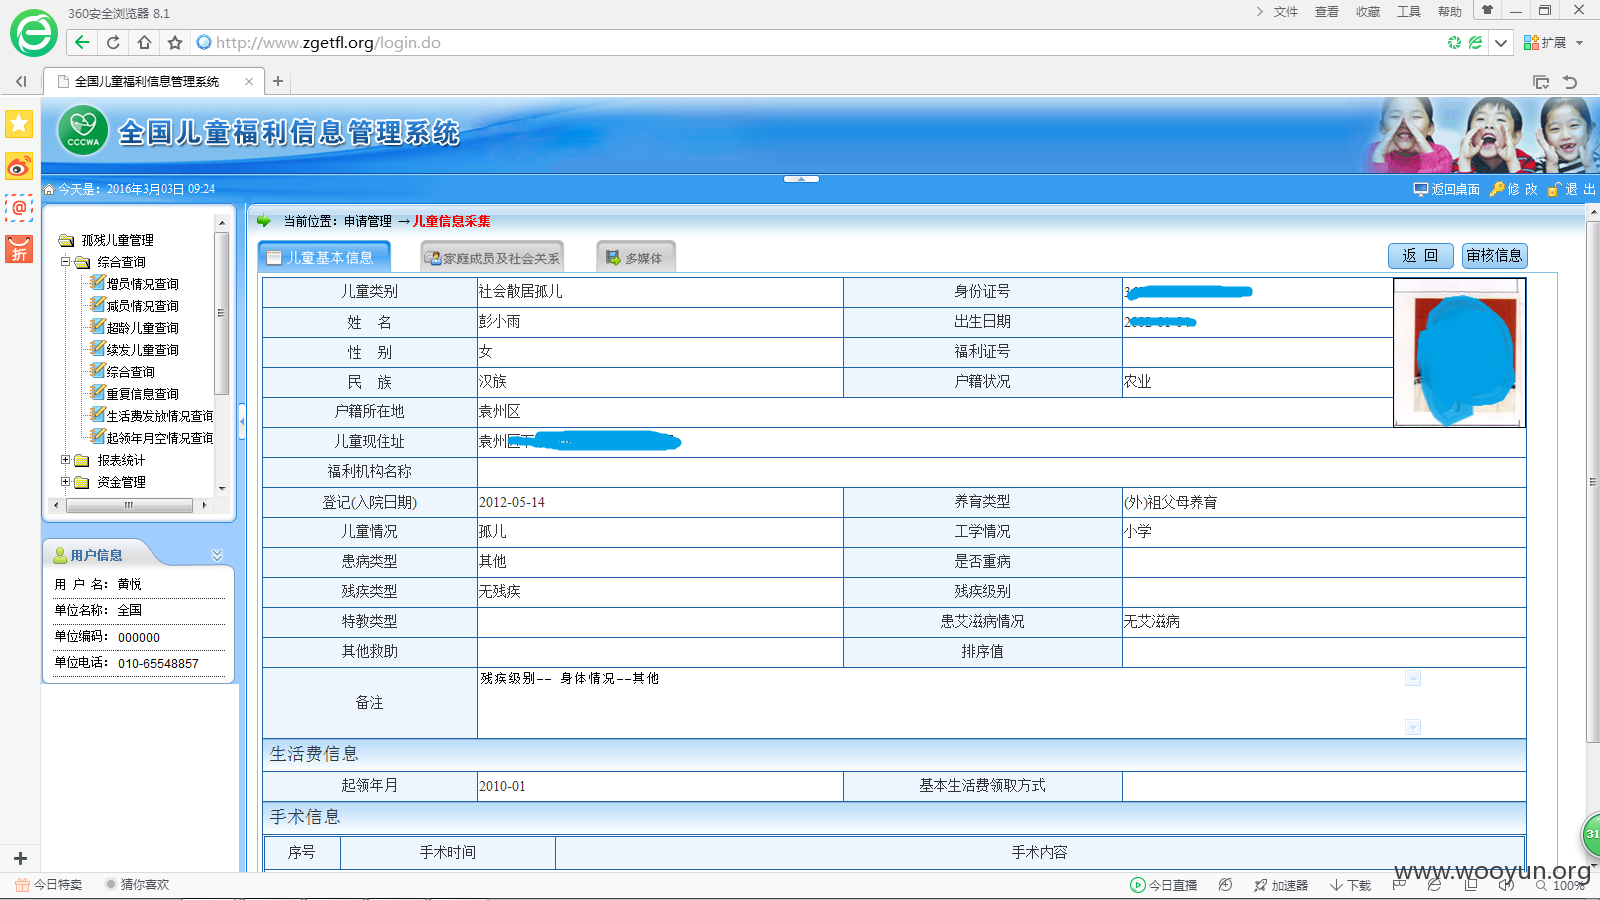 360安全浏览器 8.1
文件 查看 收藏 工具 帮助
http://www.zgetfl.org/login.do
扩展
全国儿童福利信息管理系统
CCCWA
全国儿童福利信息管理系统
今天是：2016年3月03日 09:24
返回桌面 修 改 退 出
折
孤残儿童管理
综合查询
增员情况查询
减员情况查询
超龄儿童查询
续发儿童查询
综合查询
重复信息查询
生活费发放情况查询
起领年月空情况查询
报表统计
资金管理
用户信息
用 户 名： 黄悦
单位名称： 全国
单位编码： 000000
单位电话： 010-65548857
当前位置：申请管理 → 儿童信息采集
儿童基本信息 家庭成员及社会关系 多媒体 返 回 审核信息
儿童类别 社会散居孤儿 身份证号
姓 名 彭小雨 出生日期
性 别 女 福利证号
民 族 汉族 户籍状况 农业
户籍所在地 袁州区
儿童现住址 袁州区
福利机构名称
登记(入院日期) 2012-05-14 养育类型 (外)祖父母养育
儿童情况 孤儿 工学情况 小学
患病类型 其他 是否重病
残疾类型 无残疾 残疾级别
特教类型 患艾滋病情况 无艾滋病
其他救助 排序值
备注 残疾级别-- 身体情况--其他
生活费信息
起领年月 2010-01 基本生活费领取方式
手术信息
序号 手术时间 手术内容
31
www.wooyun.org
今日特卖 猜你喜欢 今日直播 加速器 下载 100%